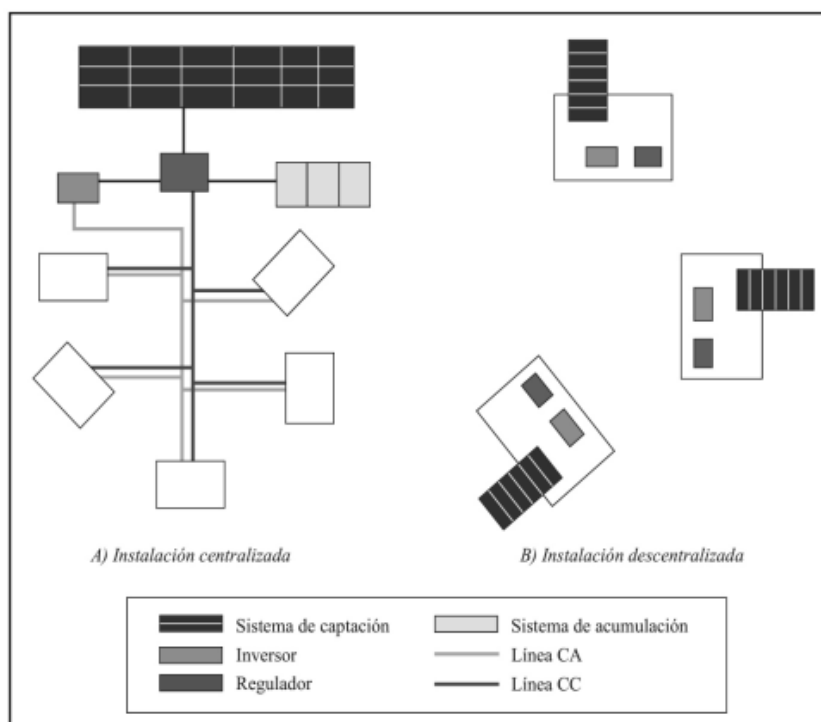 A) Instalación centralizada
B) Instalación descentralizada
Sistema de captación
Sistema de acumulación
Inversor
Línea CA
Regulador
Línea CC